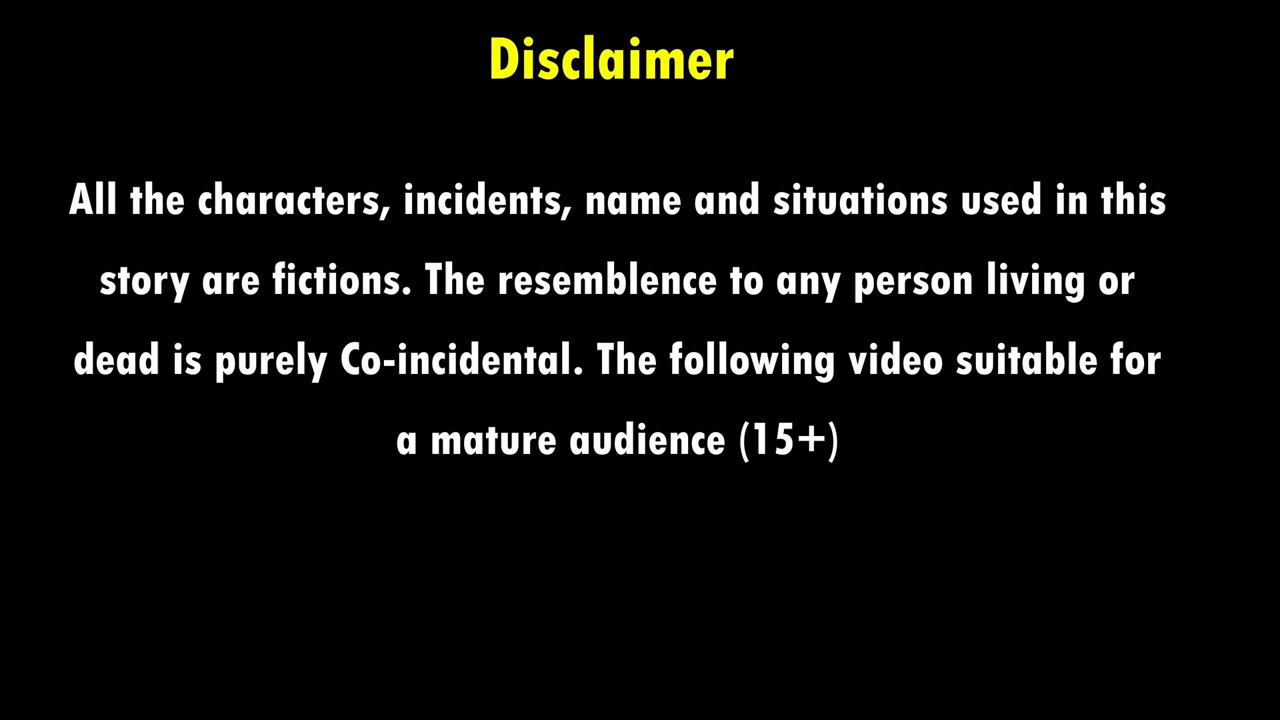 Disclaimer
All the characters, incidents, name and situations used in this
story are fictions. The resemblence to any person living or
dead is purely Co-incidental. The following video suitable for
a mature audience (15+)